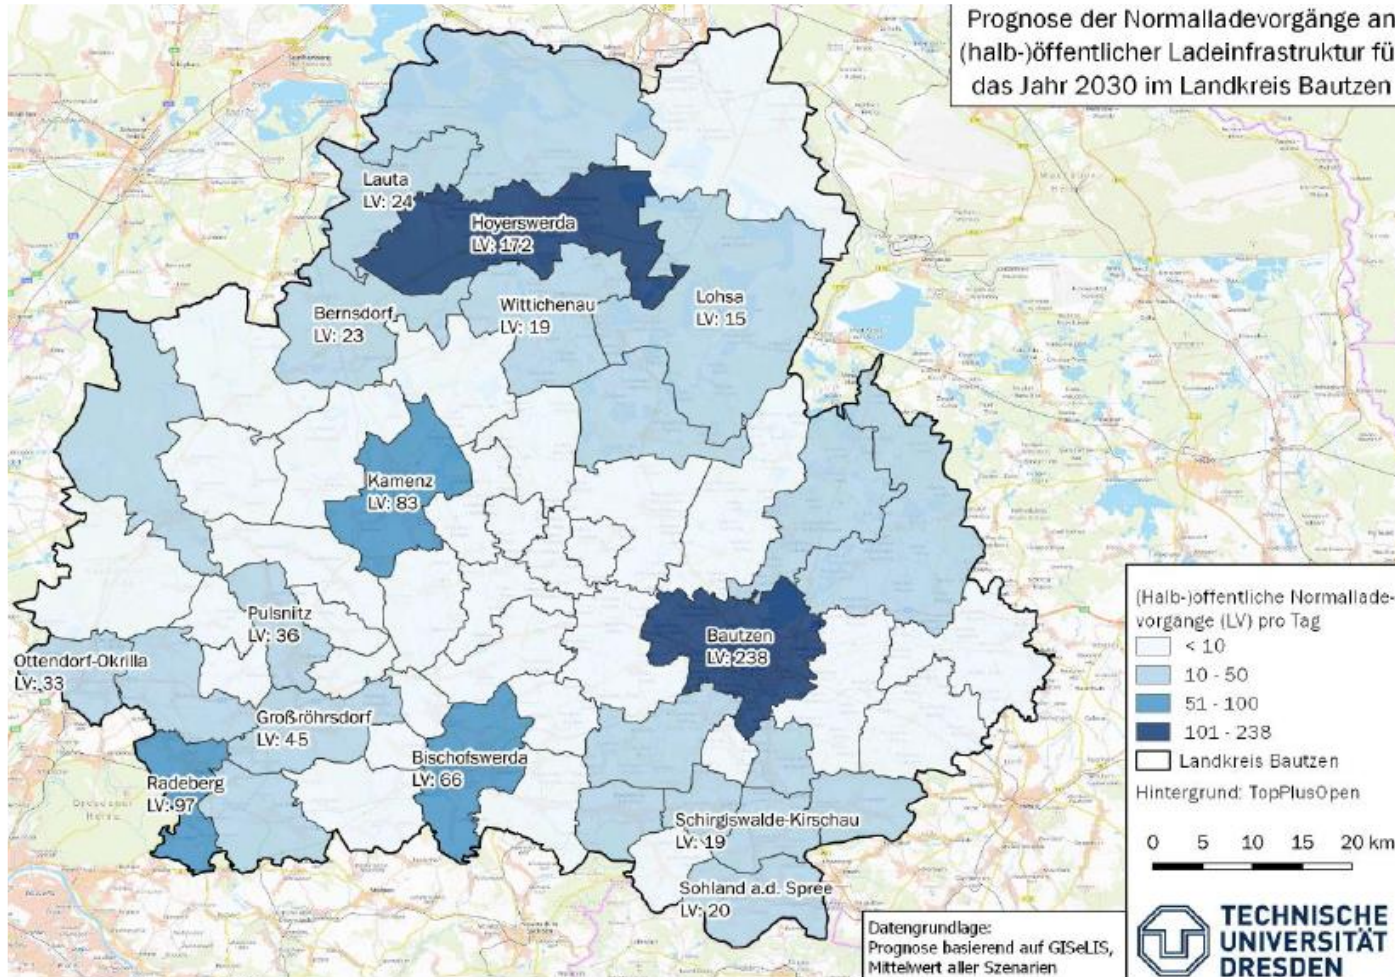 Prognose der Normalladevorgänge an
(halb-)öffentlicher Ladeinfrastruktur fü
das Jahr 2030 im Landkreis Bautzen
Lauta
LV: 24
Hoyerswerda
LV: 172
Bernsdorf
LV: 23
Wittichenau
LV: 19
Lohsa
LV: 15
Kamenz
LV: 83
Pulsnitz
LV: 36
Ottendorf-Okrilla
LV: 33
Bautzen
LV: 238
Großröhrsdorf
LV: 45
Bischofswerda
LV: 66
Radeberg
LV: 97
Schirgiswalde-Kirschau
LV: 19
Sohland a.d. Spree
LV: 20
(Halb-)öffentliche Normallade-
vorgänge (LV) pro Tag
< 10
10 - 50
51 - 100
101 - 238
Landkreis Bautzen
Hintergrund: TopPlusOpen
0 5 10 15 20 km
Datengrundlage:
Prognose basierend auf GISeLIS,
Mittelwert aller Szenarien
TECHNISCHE
UNIVERSITÄT
DRESDEN